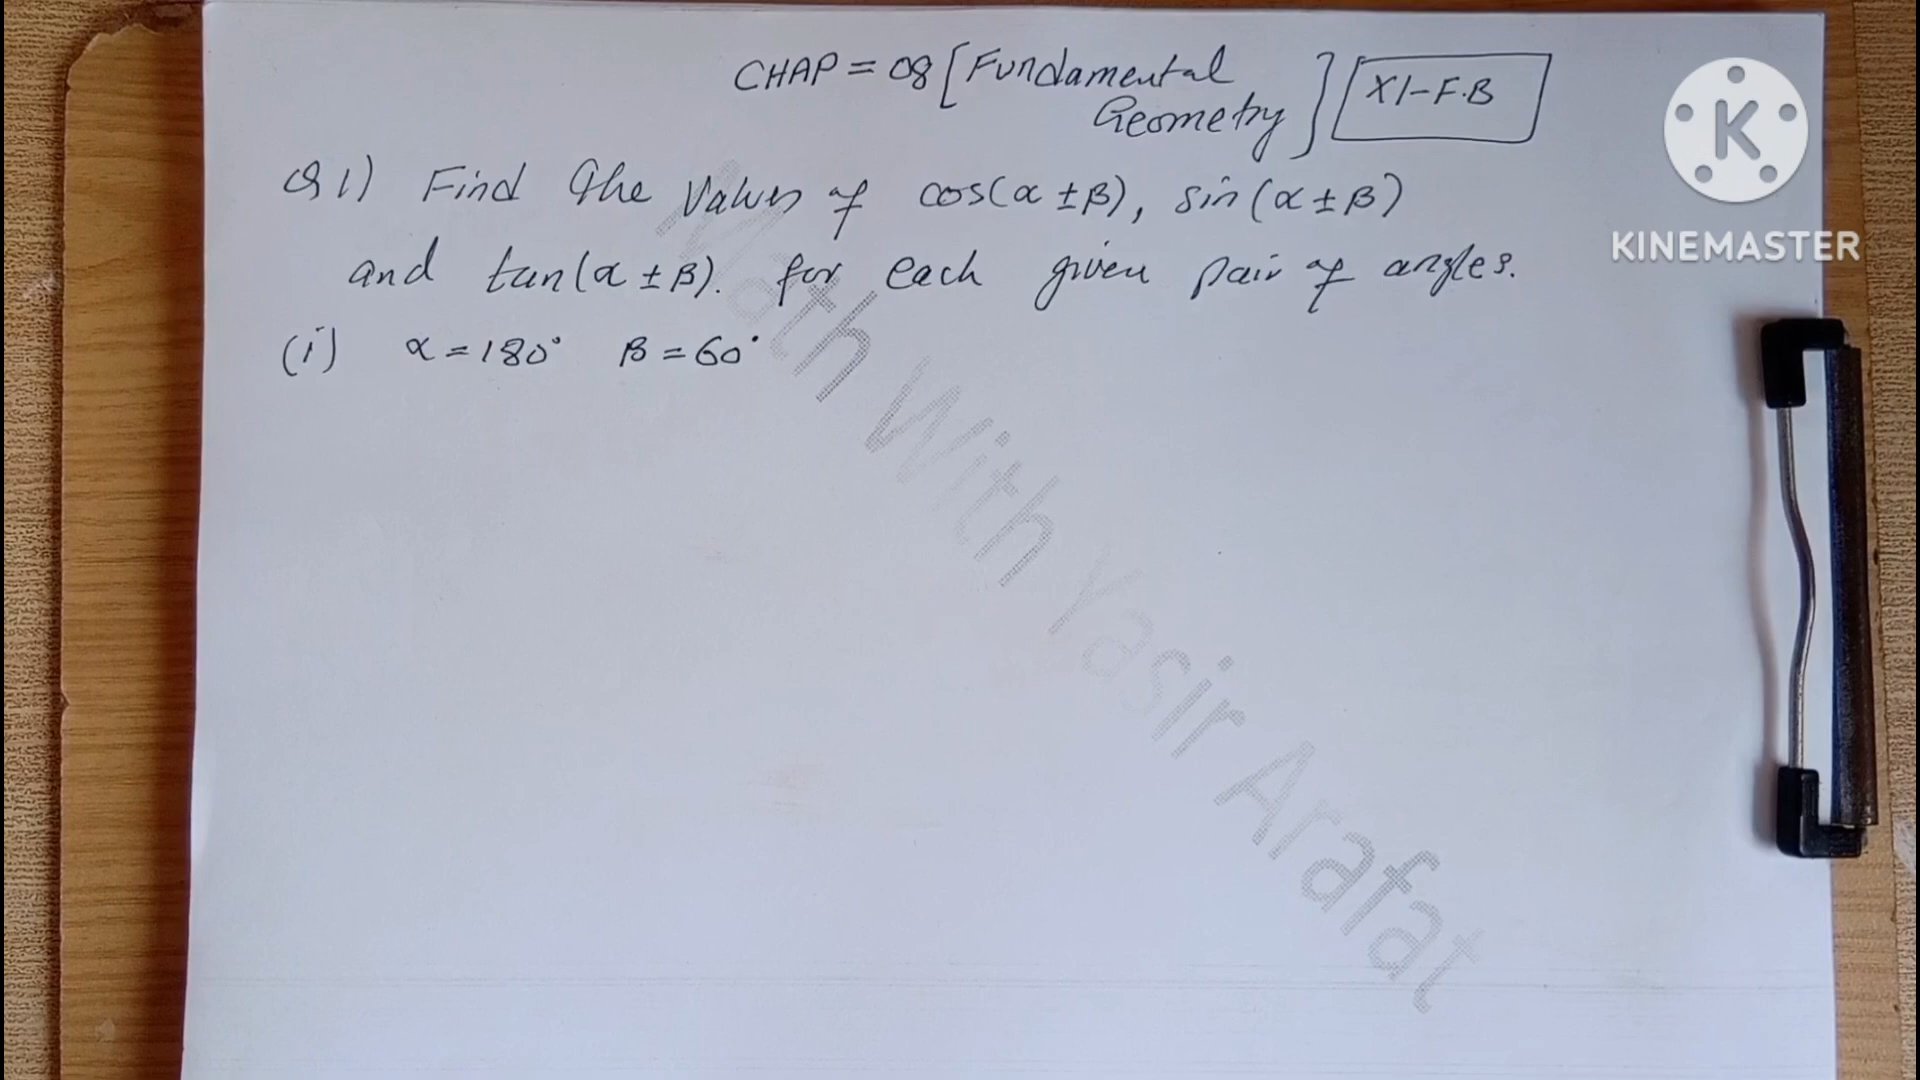 CHAP = 08 [Fundamental
Geometry] XI-F.B
Q1) Find the values of cos(α ± β), sin(α ± β)
and tan(α ± β). for each given pair of angles.
(i) α = 180° β = 60°
K
KINEMASTER
Math With Yasir Arafat